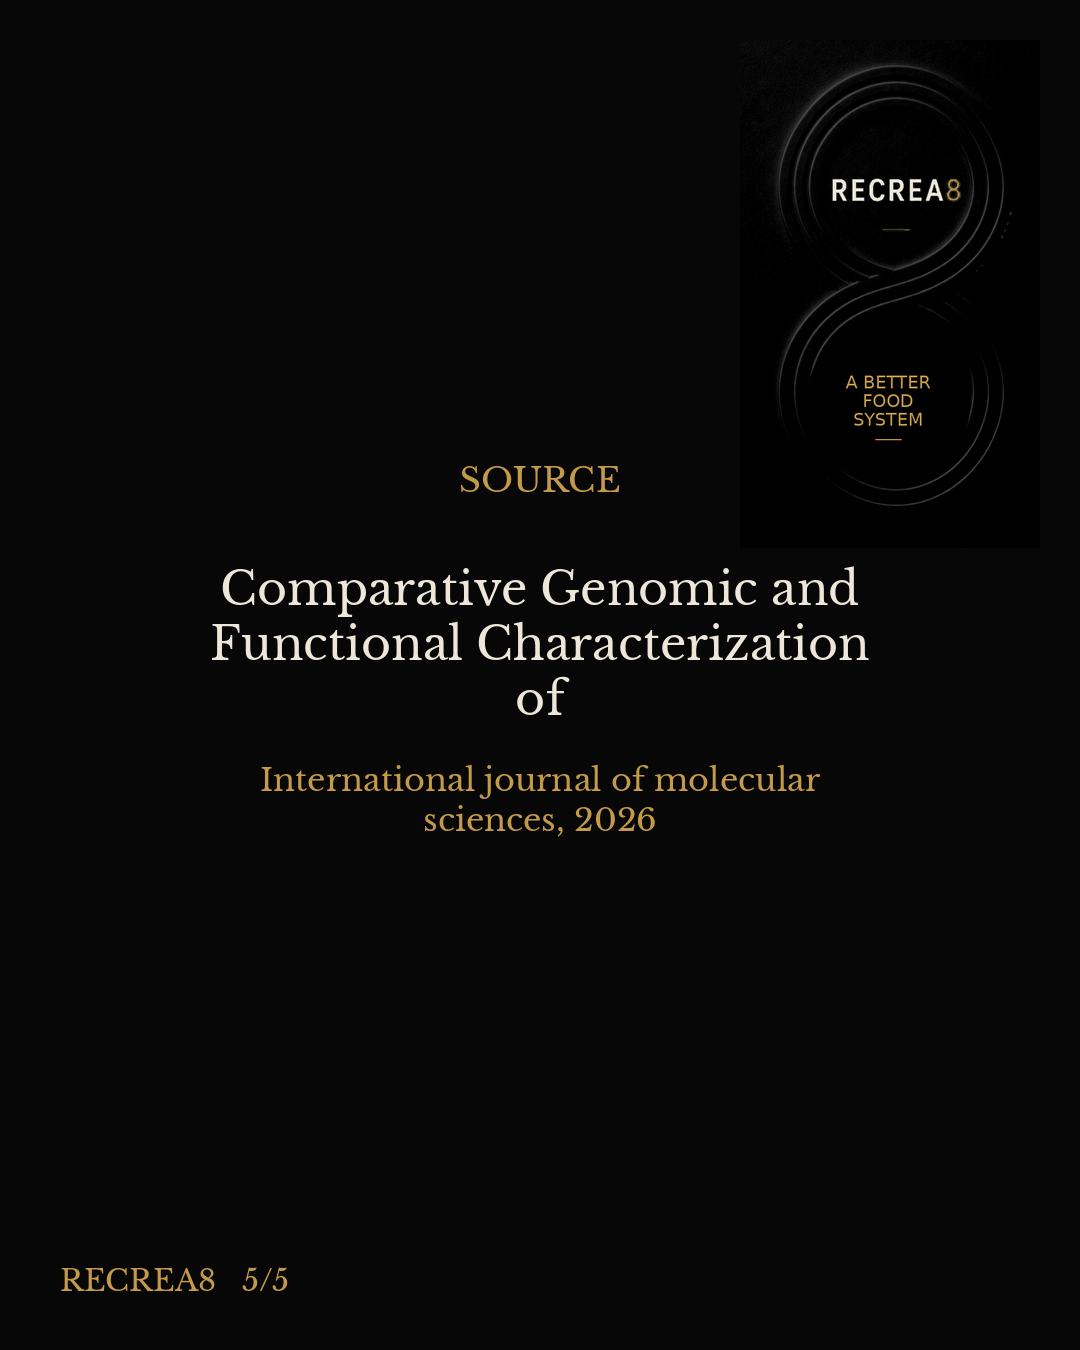 RECREA8
A BETTER
FOOD
SYSTEM
SOURCE
Comparative Genomic and
Functional Characterization
of
International journal of molecular
sciences, 2026
RECREA8 5/5